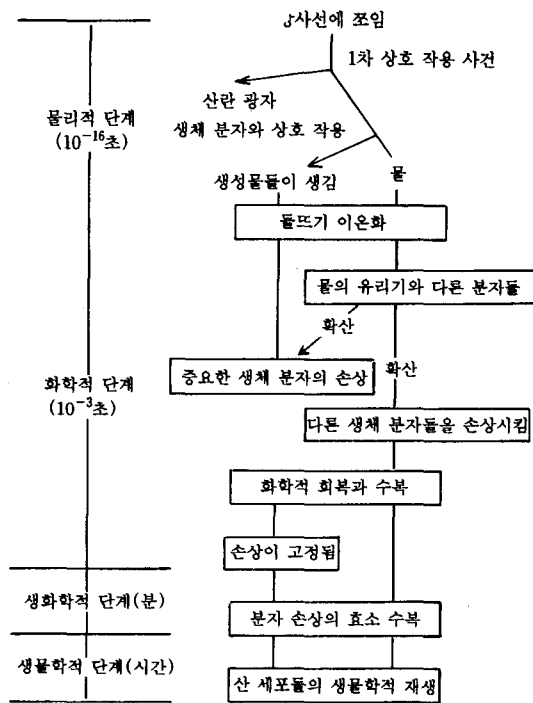 사선에 쪼임
1차 상호 작용 사건
산란 광자
물리적 단계
(10⁻¹⁶초)
생체 분자와 상호 작용
생성물들이 생김
물
들뜨기 이온화
물의 유리기와 다른 분자들
확산
중요한 생체 분자의 손상
확산
화학적 단계
(10⁻³초)
다른 생체 분자들을 손상시킴
화학적 회복과 수복
손상이 고정됨
생화학적 단계(분)
분자 손상의 효소 수복
생물학적 단계(시간)
산 세포들의 생물학적 재생